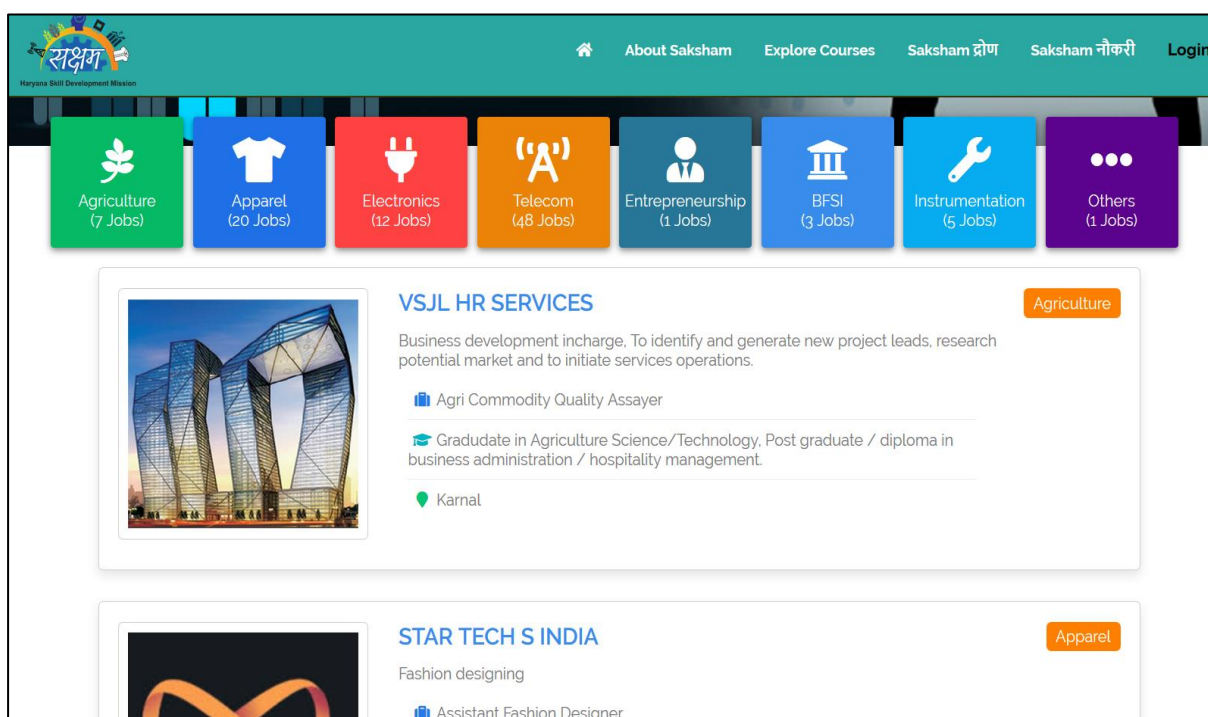 सक्षम
Haryana Skill Development Mission
About Saksham
Explore Courses
Saksham द्रोण
Saksham नौकरी
Login
Agriculture
(7 Jobs)
Apparel
(20 Jobs)
Electronics
(12 Jobs)
Telecom
(48 Jobs)
Entrepreneurship
(1 Jobs)
BFSI
(3 Jobs)
Instrumentation
(5 Jobs)
Others
(1 Jobs)
VSJL HR SERVICES
Agriculture
Business development incharge, To identify and generate new project leads, research
potential market and to initiate services operations.
Agri Commodity Quality Assayer
Gradudate in Agriculture Science/Technology, Post graduate / diploma in
business administration / hospitality management.
Karnal
STAR TECH S INDIA
Apparel
Fashion designing
Assistant Fashion Designer